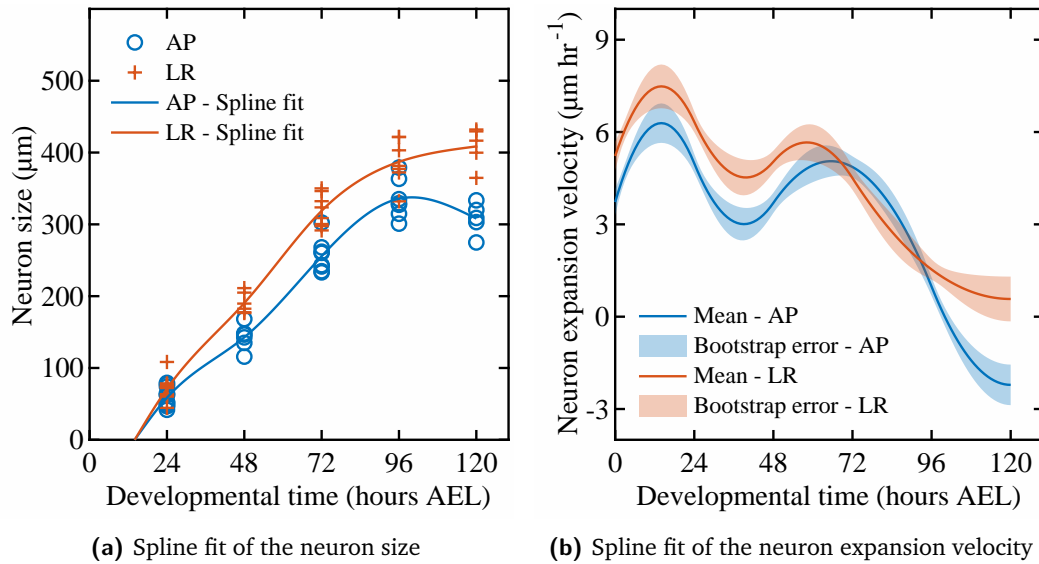 AP
LR
AP - Spline fit
LR - Spline fit
Neuron size (µm)
500
400
300
200
100
0
0 24 48 72 96 120
Developmental time (hours AEL)
(a) Spline fit of the neuron size
Neuron expansion velocity (µm hr⁻¹)
9
6
3
0
-3
Mean - AP
Bootstrap error - AP
Mean - LR
Bootstrap error - LR
0 24 48 72 96 120
Developmental time (hours AEL)
(b) Spline fit of the neuron expansion velocity